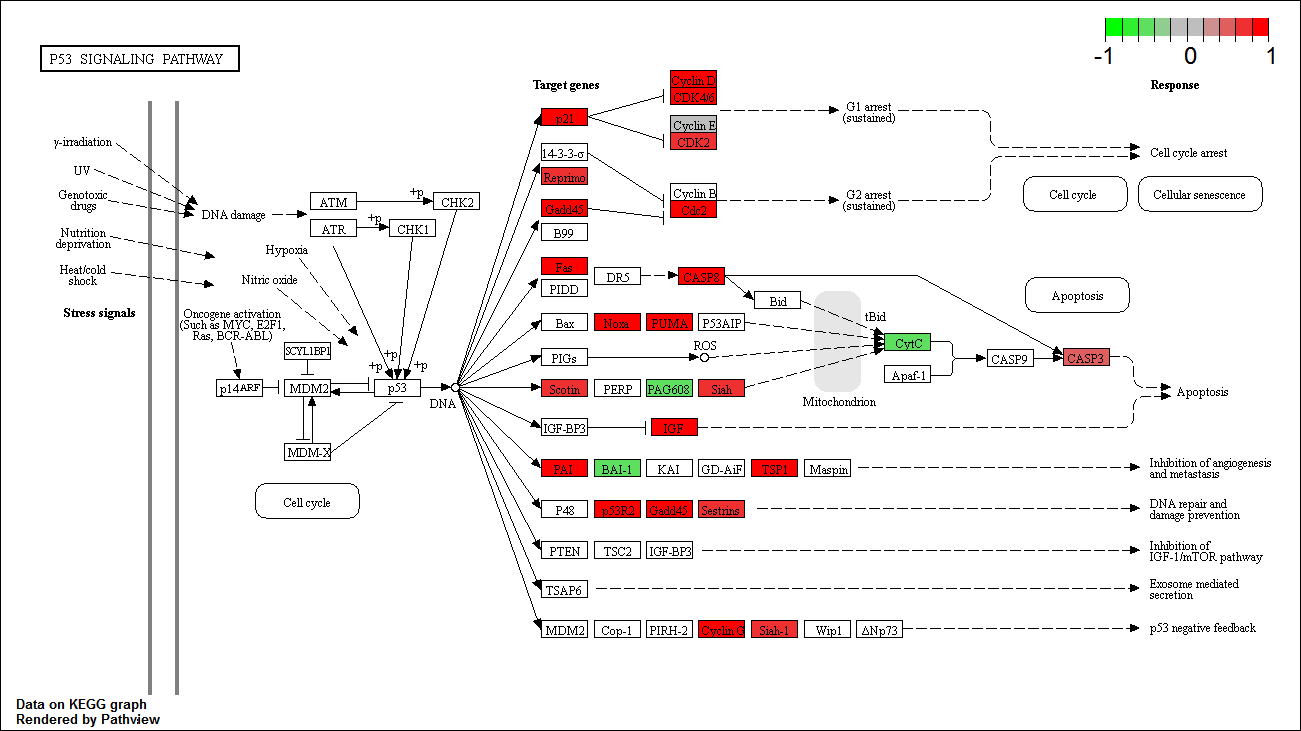 P53 SIGNALING PATHWAY
-1 0 1
Target genes
Response
Cyclin D
CDK4/6
p21
G1 arrest
(sustained)
Cyclin E
CDK2
γ-irradiation
14-3-3-σ
Cell cycle arrest
UV
Reprimo
Cyclin B
Cdc2
G2 arrest
(sustained)
Cell cycle
Cellular senescence
Genotoxic
drugs
DNA damage
ATM
+p
CHK2
Gadd45
ATR
+p
CHK1
B99
Nutrition
deprivation
Hypoxia
Heat/cold
shock
Nitric oxide
Fas
PIDD
DR5
CASP8
Bid
Apoptosis
Stress signals
Oncogene activation
(Such as MYC, E2F1,
Ras, BCR-ABL)
tBid
Bax
Noxa
PUMA
P53AIP
CytC
SCYL1BP1
+p
+p
+p
PIGs
ROS
CASP9
CASP3
Apaf-1
p14ARF
MDM2
p53
DNA
Scotin
PERP
PAG608
Siah
Mitochondrion
Apoptosis
IGF-BP3
IGF
MDM-X
PAI
BAI-1
KAI
GD-AiF
TSP1
Maspin
Inhibition of angiogenesis
and metastasis
Cell cycle
P48
p53R2
Gadd45
Sestrins
DNA repair and
damage prevention
PTEN
TSC2
IGF-BP3
Inhibition of
IGF-1/mTOR pathway
TSAP6
Exosome mediated
secretion
MDM2
Cop-1
PIRH-2
Cyclin G
Siah-1
Wip1
ΔNp73
p53 negative feedback
Data on KEGG graph
Rendered by Pathview